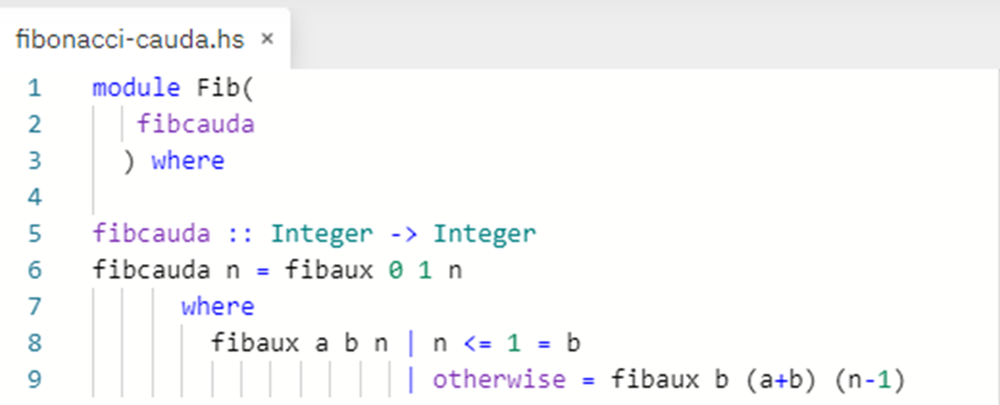 fibonacci-cauda.hs ×
1 module Fib(
2 fibcauda
3 ) where
4
5 fibcauda :: Integer -> Integer
6 fibcauda n = fibaux 0 1 n
7 where
8 fibaux a b n | n <= 1 = b
9 | otherwise = fibaux b (a+b) (n-1)